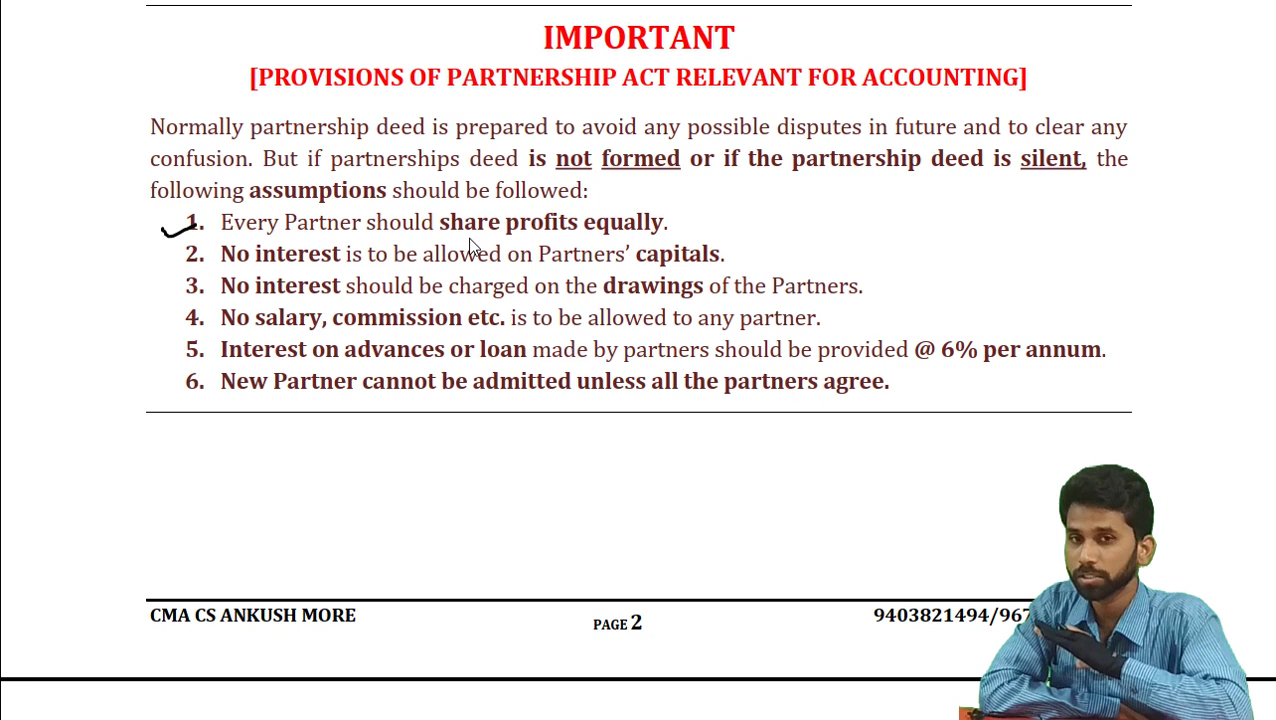 IMPORTANT
[PROVISIONS OF PARTNERSHIP ACT RELEVANT FOR ACCOUNTING]
Normally partnership deed is prepared to avoid any possible disputes in future and to clear any
confusion. But if partnerships deed is not formed or if the partnership deed is silent, the
following assumptions should be followed:
1. Every Partner should share profits equally.
2. No interest is to be allowed on Partners’ capitals.
3. No interest should be charged on the drawings of the Partners.
4. No salary, commission etc. is to be allowed to any partner.
5. Interest on advances or loan made by partners should be provided @ 6% per annum.
6. New Partner cannot be admitted unless all the partners agree.
CMA CS ANKUSH MORE
PAGE 2
9403821494/967